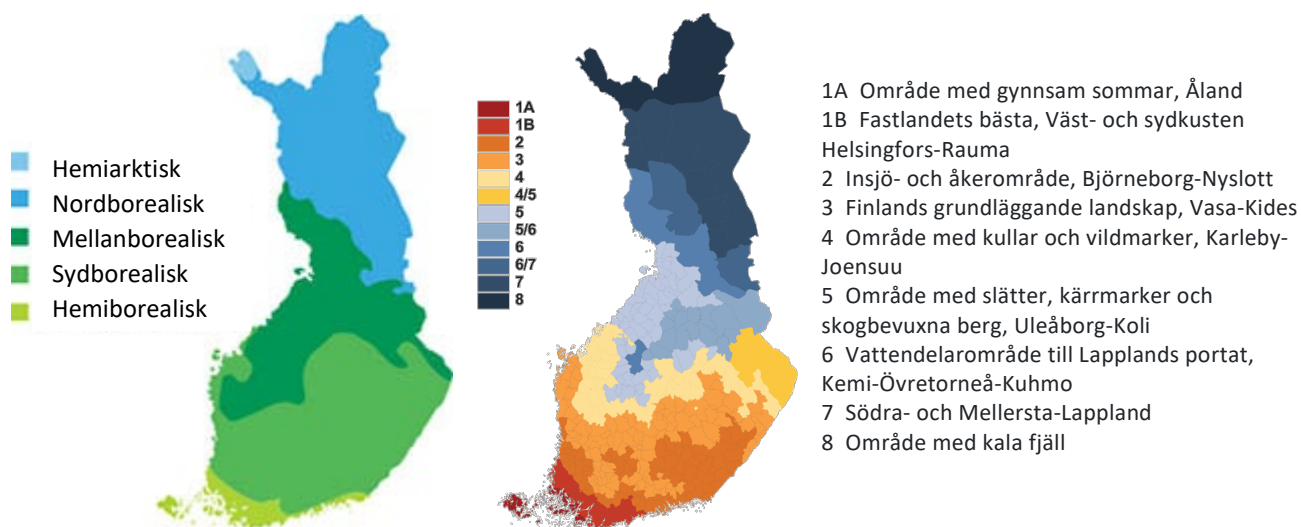 Hemiarktisk
Nordborealisk
Mellanborealisk
Sydborealisk
Hemiborealisk
1A
1B
2
3
4
4/5
5
5/6
6
6/7
7
8
1A Område med gynnsam sommar, Åland
1B Fastlandets bästa, Väst- och sydkusten
Helsingfors-Rauma
2 Insjö- och åkerområde, Björneborg-Nyslott
3 Finlands grundläggande landskap, Vasa-Kides
4 Område med kullar och vildmarker, Karleby-
Joensuu
5 Område med slätter, kärrmarker och
skogbevuxna berg, Uleåborg-Koli
6 Vattendelarområde till Lapplands portat,
Kemi-Övretorneå-Kuhmo
7 Södra- och Mellersta-Lappland
8 Område med kala fjäll